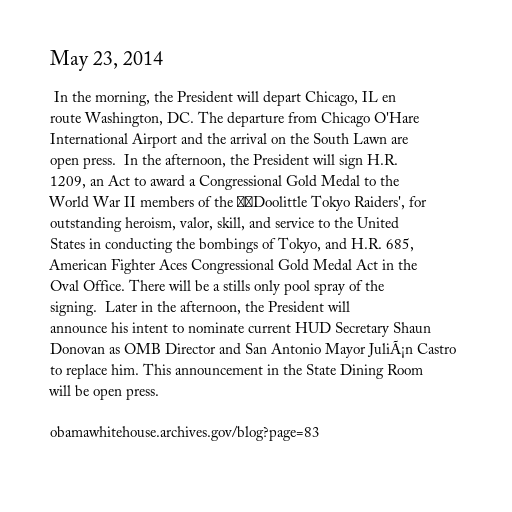 May 23, 2014
In the morning, the President will depart Chicago, IL en
route Washington, DC. The departure from Chicago O'Hare
International Airport and the arrival on the South Lawn are
open press.  In the afternoon, the President will sign H.R.
1209, an Act to award a Congressional Gold Medal to the
World War II members of the Doolittle Tokyo Raiders', for
outstanding heroism, valor, skill, and service to the United
States in conducting the bombings of Tokyo, and H.R. 685,
American Fighter Aces Congressional Gold Medal Act in the
Oval Office. There will be a stills only pool spray of the
signing.  Later in the afternoon, the President will
announce his intent to nominate current HUD Secretary Shaun
Donovan as OMB Director and San Antonio Mayor JuliÃ¡n Castro
to replace him. This announcement in the State Dining Room
will be open press.
obamawhitehouse.archives.gov/blog?page=83